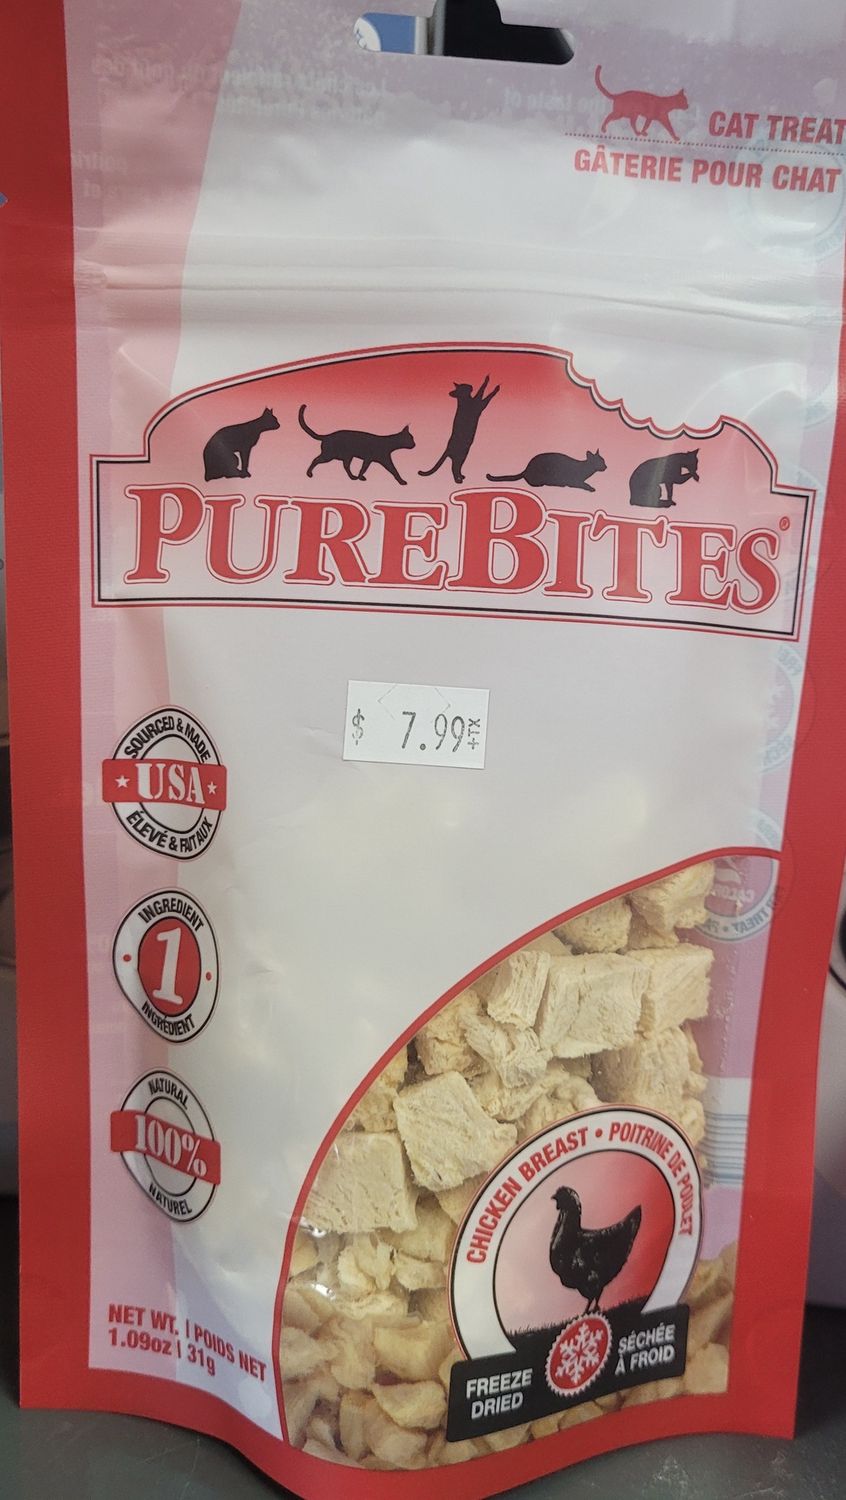 CAT TREAT
GÂTERIE POUR CHAT
PUREBITES®
$ 7.99 +TX
SOURCED & MADE
USA
ÉLEVÉ & FAIT AUX
INGREDIENT
1
INGRÉDIENT
NATURAL
100%
NATUREL
CHICKEN BREAST • POITRINE DE POULET
FREEZE
DRIED
SÉCHÉE
À FROID
NET WT. | POIDS NET
1.09oz | 31g